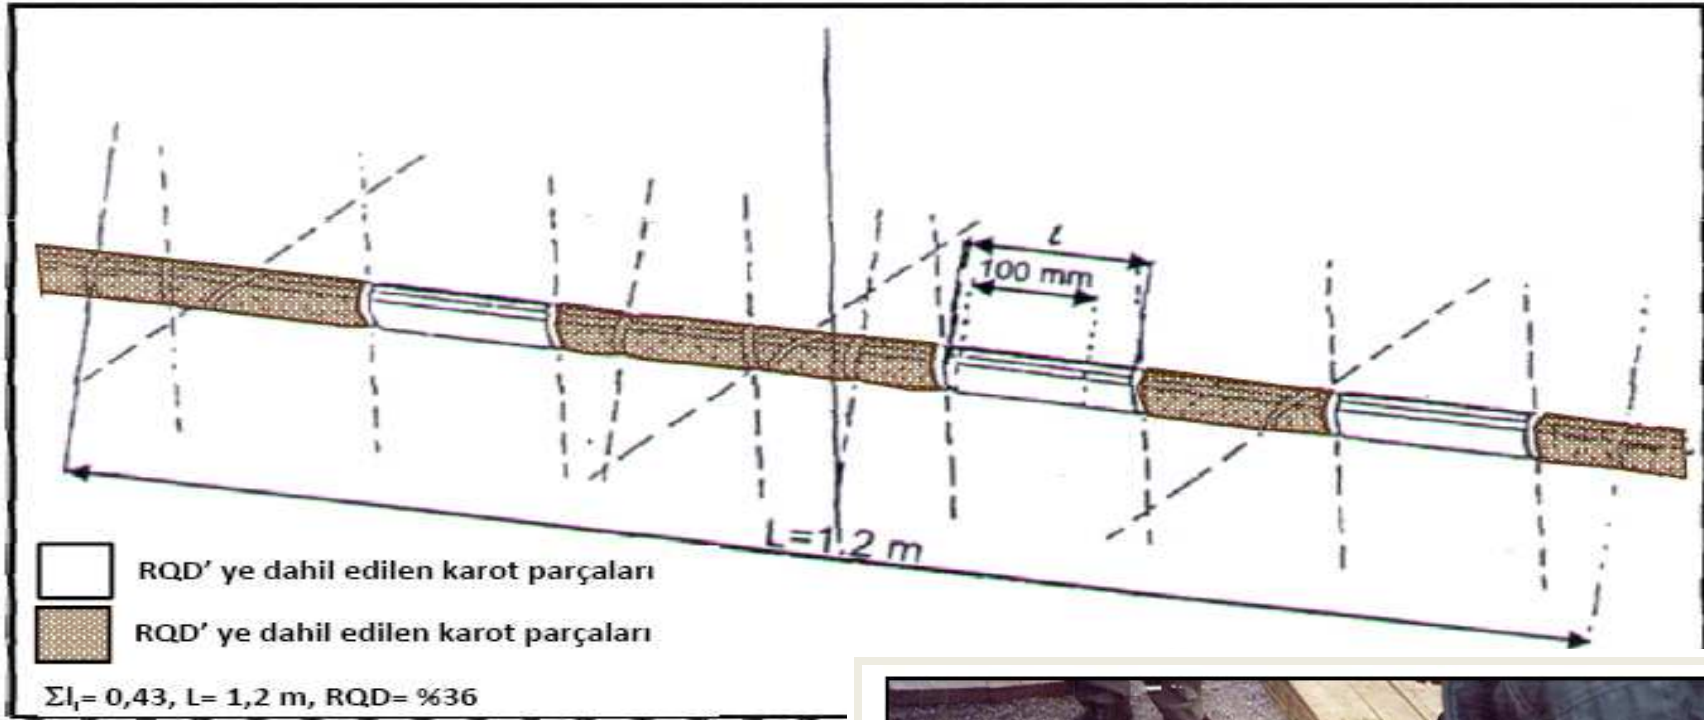 ℓ
100 mm
L=1.2 m
RQD' ye dahil edilen karot parçaları
RQD' ye dahil edilen karot parçaları
Σlᵢ= 0,43, L= 1,2 m, RQD= %36